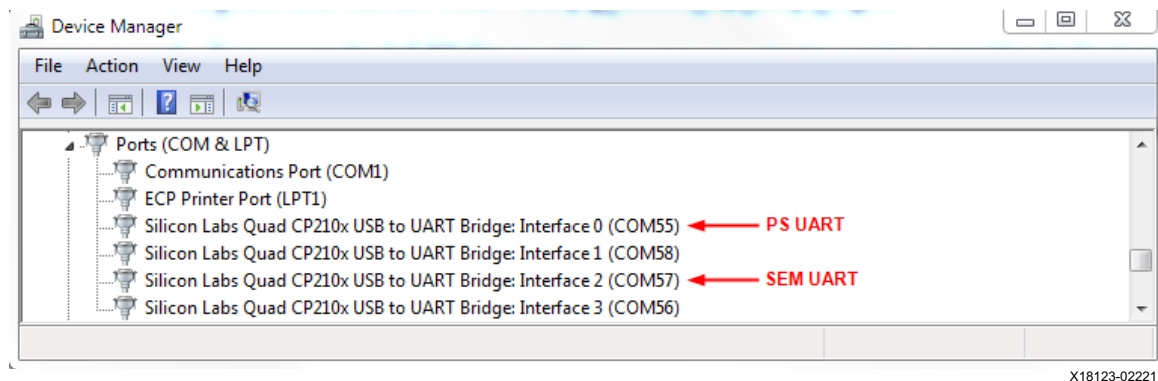 Device Manager
File Action View Help
Ports (COM & LPT)
Communications Port (COM1)
ECP Printer Port (LPT1)
Silicon Labs Quad CP210x USB to UART Bridge: Interface 0 (COM55) PS UART
Silicon Labs Quad CP210x USB to UART Bridge: Interface 1 (COM58)
Silicon Labs Quad CP210x USB to UART Bridge: Interface 2 (COM57) SEM UART
Silicon Labs Quad CP210x USB to UART Bridge: Interface 3 (COM56)
X18123-02221